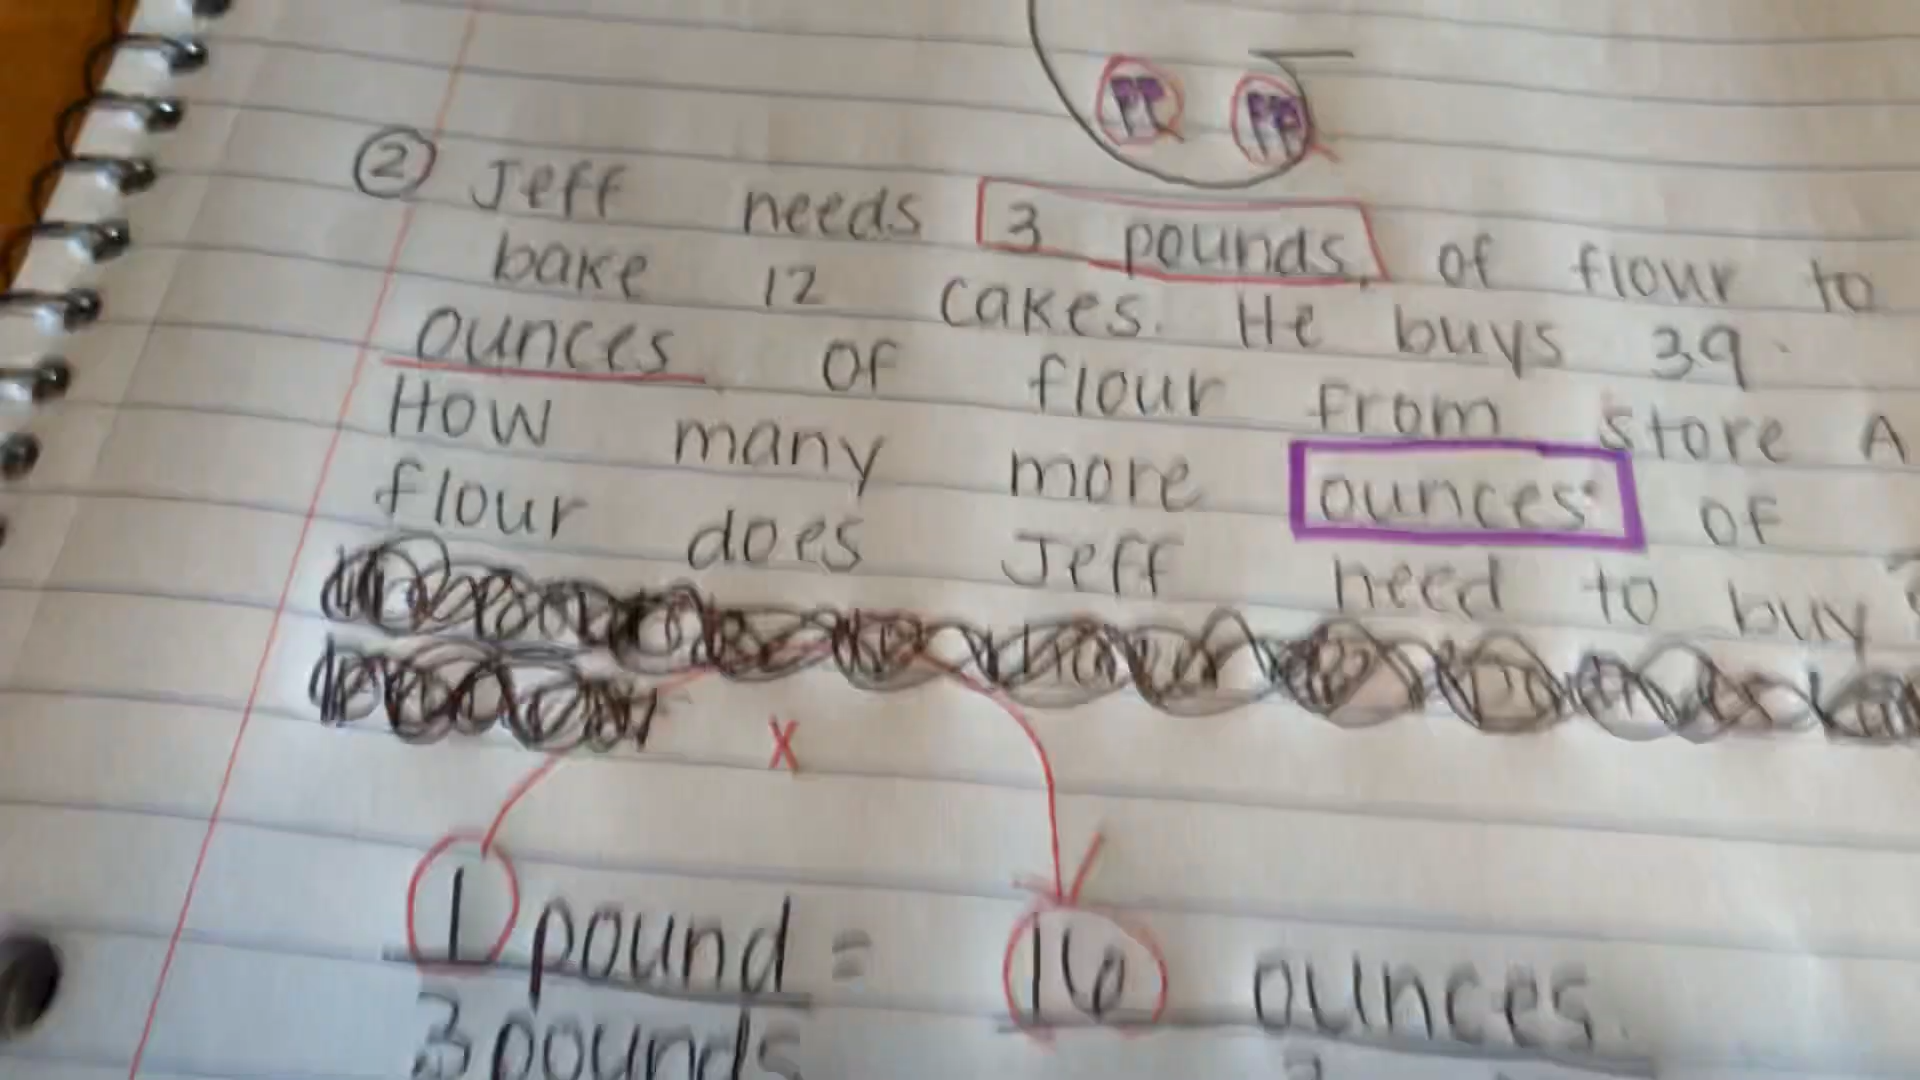 ② Jeff needs 3 pounds of flour to
bake 12 cakes. He buys 39
ounces of flour from store A
How many more ounces of
flour does Jeff need to buy?
X
1 pound = 16 ounces.
3 pounds